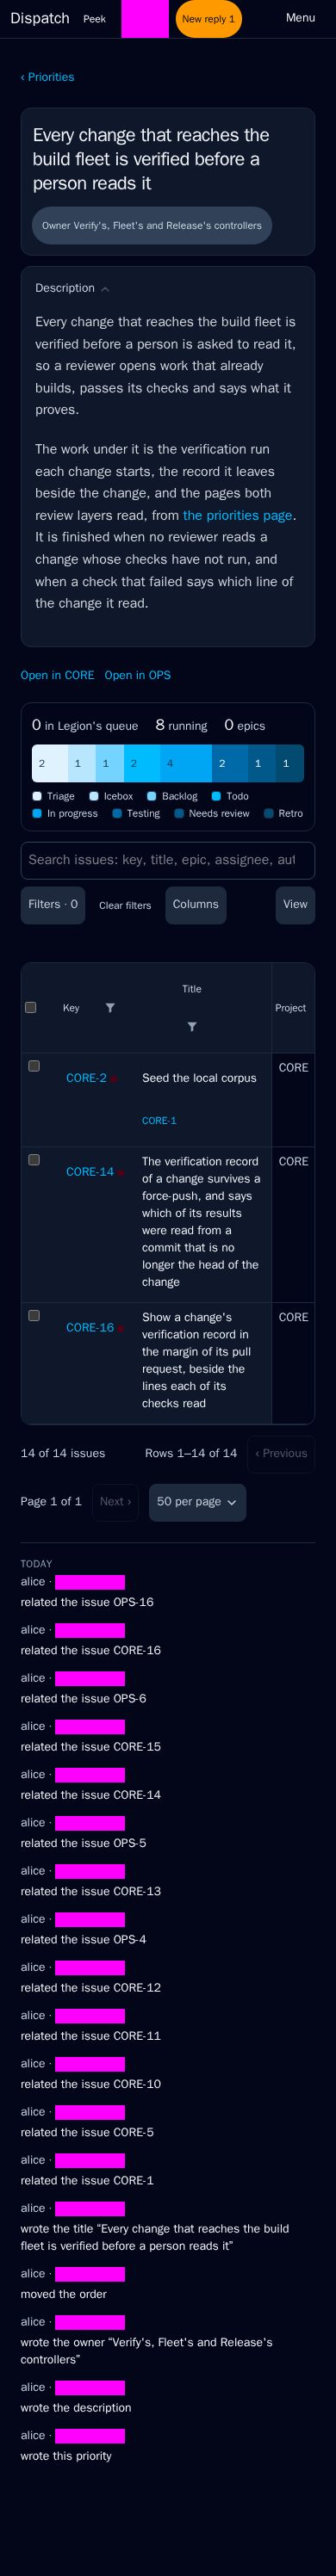 Dispatch Peek New reply 1 Menu
‹ Priorities
Every change that reaches the
build fleet is verified before a
person reads it
Owner Verify's, Fleet's and Release's controllers
Description
Every change that reaches the build fleet is
verified before a person is asked to read it,
so a reviewer opens work that already
builds, passes its checks and says what it
proves.
The work under it is the verification run
each change starts, the record it leaves
beside the change, and the pages both
review layers read, from the priorities page.
It is finished when no reviewer reads a
change whose checks have not run, and
when a check that failed says which line of
the change it read.
Open in CORE Open in OPS
0 in Legion's queue 8 running 0 epics
2 1 1 2 4 2 1 1
Triage Icebox Backlog Todo
In progress Testing Needs review Retro
Search issues: key, title, epic, assignee, aut
Filters · 0 Clear filters Columns View
Key Title Project
CORE-2 Seed the local corpus CORE
CORE-1
CORE-14 The verification record CORE
of a change survives a
force-push, and says
which of its results
were read from a
commit that is no
longer the head of the
change
CORE-16 Show a change's CORE
verification record in
the margin of its pull
request, beside the
lines each of its
checks read
14 of 14 issues Rows 1–14 of 14 ‹ Previous
Page 1 of 1 Next › 50 per page
TODAY
alice ·
related the issue OPS-16
alice ·
related the issue CORE-16
alice ·
related the issue OPS-6
alice ·
related the issue CORE-15
alice ·
related the issue CORE-14
alice ·
related the issue OPS-5
alice ·
related the issue CORE-13
alice ·
related the issue OPS-4
alice ·
related the issue CORE-12
alice ·
related the issue CORE-11
alice ·
related the issue CORE-10
alice ·
related the issue CORE-5
alice ·
related the issue CORE-1
alice ·
wrote the title “Every change that reaches the build
fleet is verified before a person reads it”
alice ·
moved the order
alice ·
wrote the owner “Verify's, Fleet's and Release's
controllers”
alice ·
wrote the description
alice ·
wrote this priority